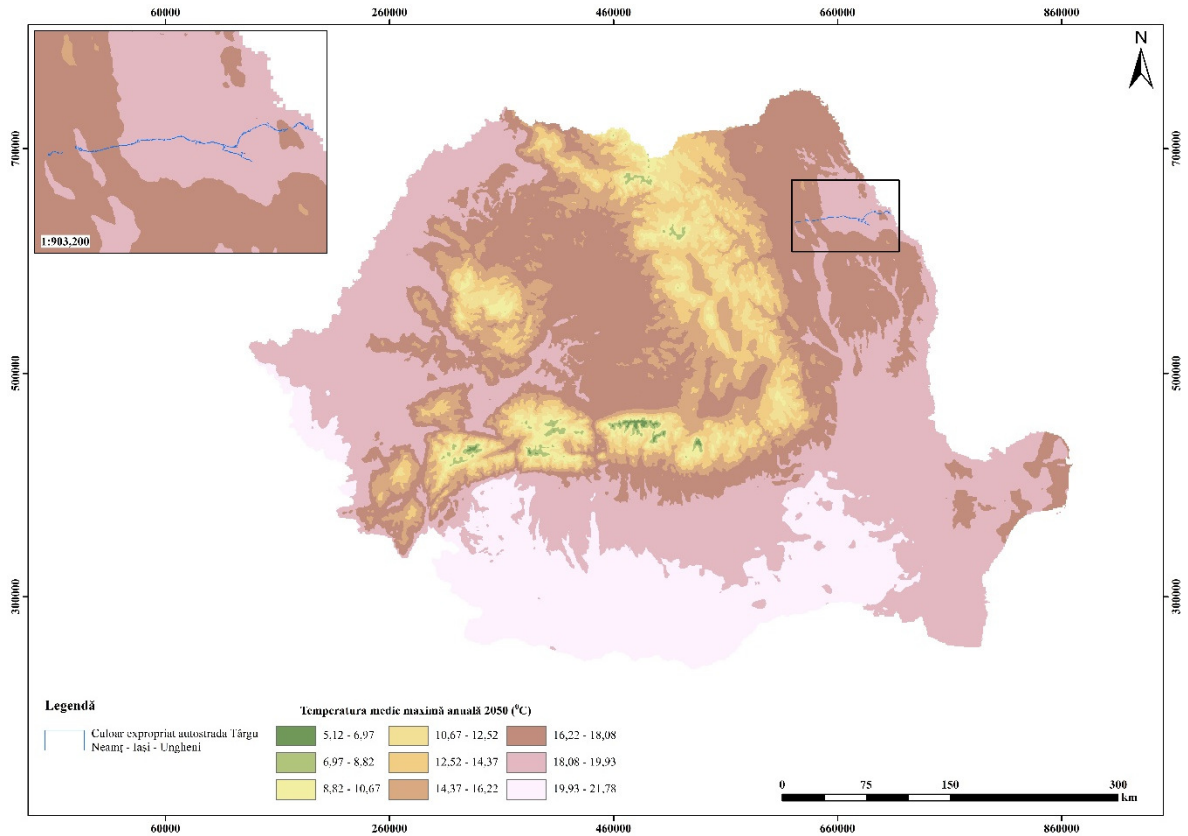 60000 260000 460000 660000 860000
N
700000 700000
1:903,200
500000 500000
300000 300000
Legendă
Culoar expropriat autostrada Târgu
Neamț - Iași - Ungheni
Temperatura medie maximă anuală 2050 (⁰C)
5,12 - 6,97
6,97 - 8,82
8,82 - 10,67
10,67 - 12,52
12,52 - 14,37
14,37 - 16,22
16,22 - 18,08
18,08 - 19,93
19,93 - 21,78
0 75 150 300
km
60000 260000 460000 660000 860000